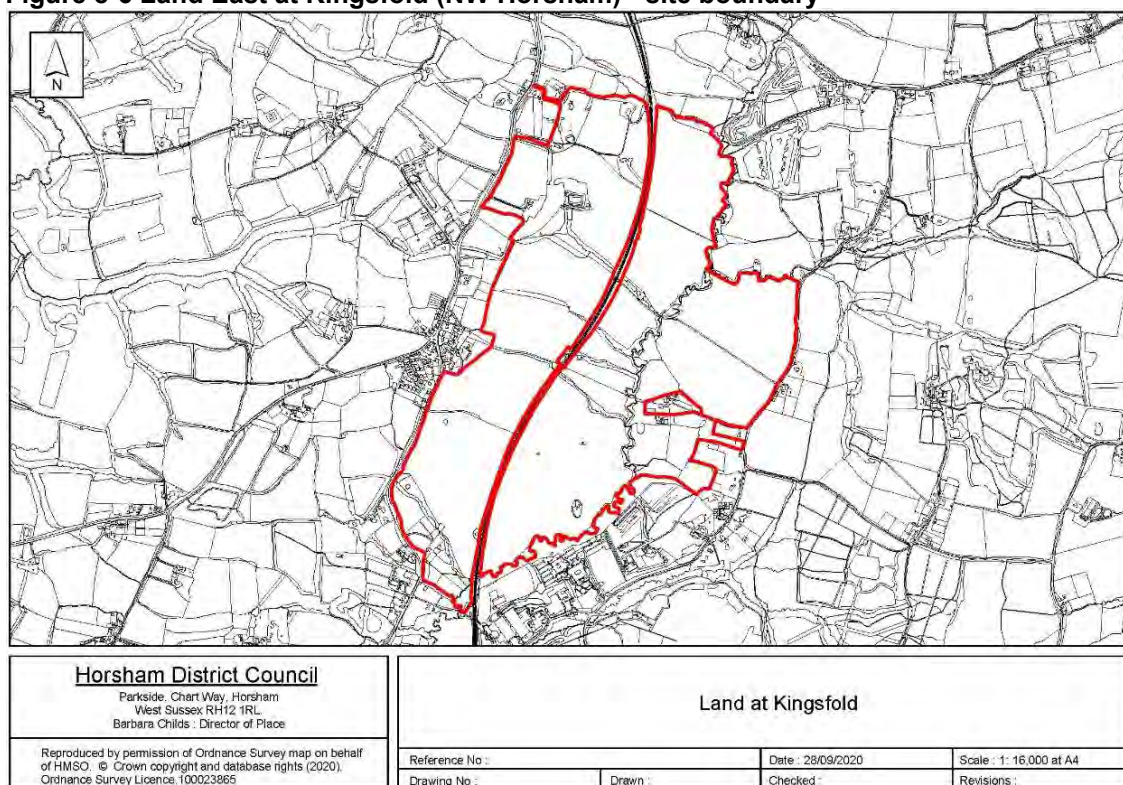 Figure 5-6 Land East at Kingsfold (NW Horsham) - site boundary
N
Horsham District Council
Parkside, Chart Way, Horsham
West Sussex RH12 1RL
Barbara Childs : Director of Place
Reproduced by permission of Ordnance Survey map on behalf
of HMSO. © Crown copyright and database rights (2020).
Ordnance Survey Licence.100023865
Land at Kingsfold
Reference No :
Date : 28/09/2020
Scale : 1: 16,000 at A4
Drawing No :
Drawn :
Checked :
Revisions :